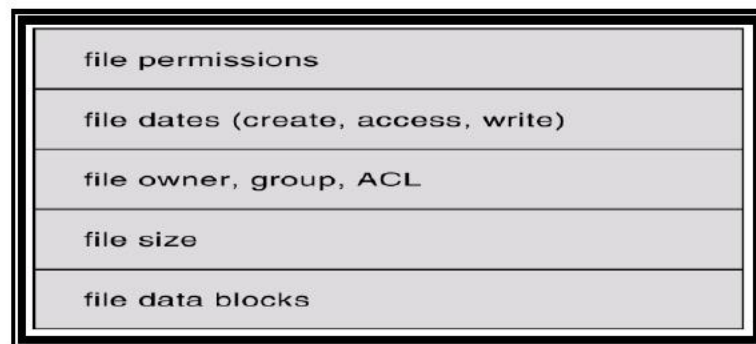 file permissions
file dates (create, access, write)
file owner, group, ACL
file size
file data blocks